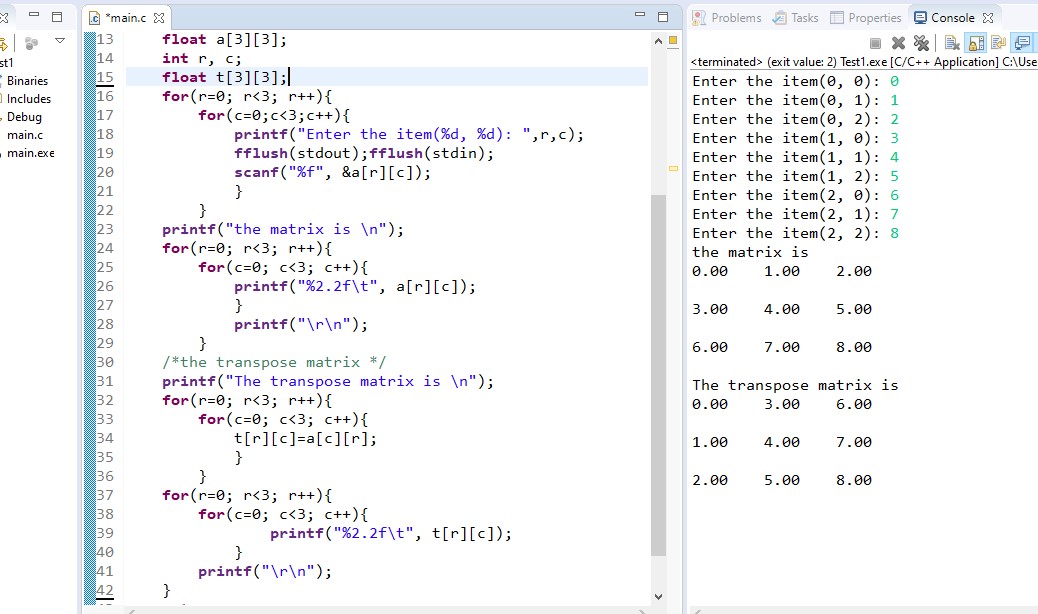 *main.c
st1
Binaries
Includes
Debug
main.c
main.exe
13 float a[3][3];
14 int r, c;
15 float t[3][3];
16 for(r=0; r<3; r++){
17 for(c=0;c<3;c++){
18 printf("Enter the item(%d, %d): ",r,c);
19 fflush(stdout);fflush(stdin);
20 scanf("%f", &a[r][c]);
21 }
22 }
23 printf("the matrix is \n");
24 for(r=0; r<3; r++){
25 for(c=0; c<3; c++){
26 printf("%2.2f\t", a[r][c]);
27 }
28 printf("\r\n");
29 }
30 /*the transpose matrix */
31 printf("The transpose matrix is \n");
32 for(r=0; r<3; r++){
33 for(c=0; c<3; c++){
34 t[r][c]=a[c][r];
35 }
36 }
37 for(r=0; r<3; r++){
38 for(c=0; c<3; c++){
39 printf("%2.2f\t", t[r][c]);
40 }
41 printf("\r\n");
42 }
Problems Tasks Properties Console
<terminated> (exit value: 2) Test1.exe [C/C++ Application] C:\Use
Enter the item(0, 0): 0
Enter the item(0, 1): 1
Enter the item(0, 2): 2
Enter the item(1, 0): 3
Enter the item(1, 1): 4
Enter the item(1, 2): 5
Enter the item(2, 0): 6
Enter the item(2, 1): 7
Enter the item(2, 2): 8
the matrix is
0.00 1.00 2.00
3.00 4.00 5.00
6.00 7.00 8.00
The transpose matrix is
0.00 3.00 6.00
1.00 4.00 7.00
2.00 5.00 8.00